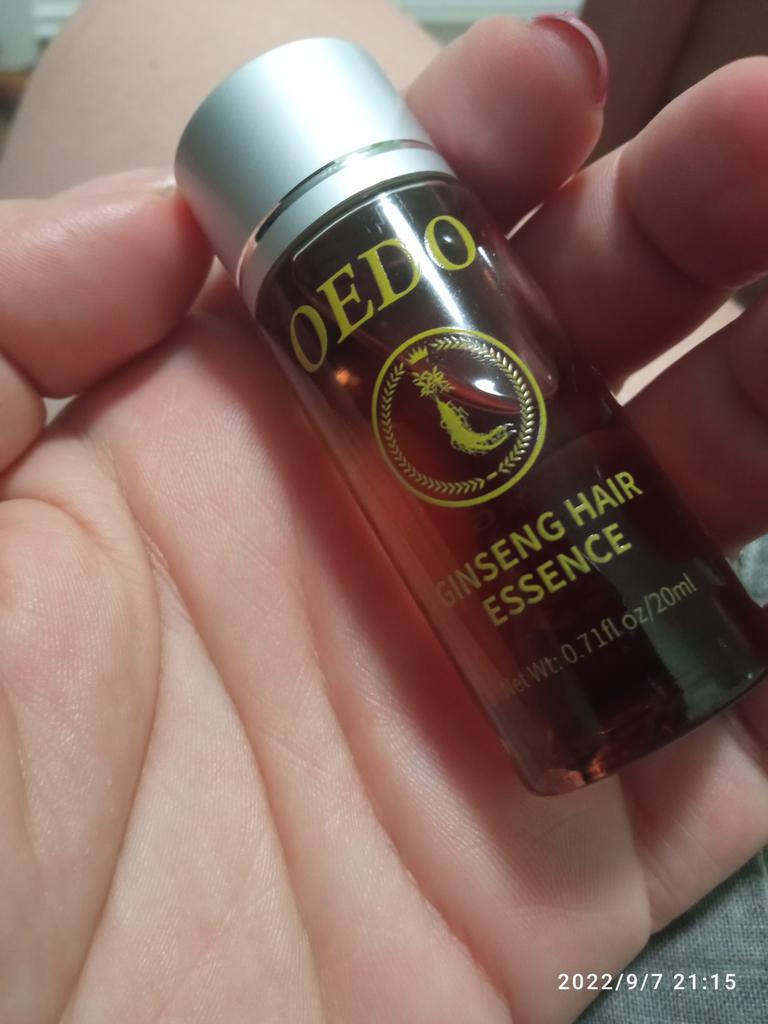 OEDO
GINSENG HAIR
ESSENCE
Net Wt: 0.71fl oz/20ml
2022/9/7 21:15